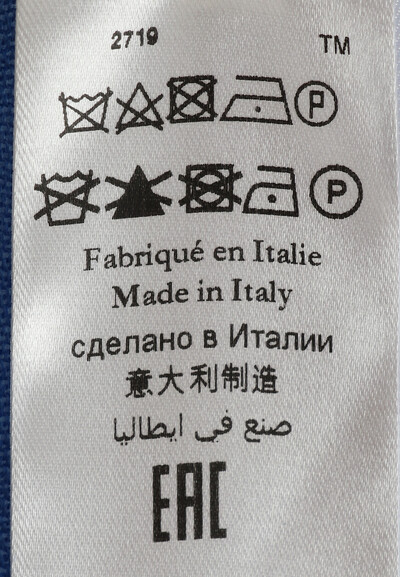 2719 TM
P
P
Fabriqué en Italie
Made in Italy
сделано в Италии
意大利制造
صنع في ايطاليا
EAC